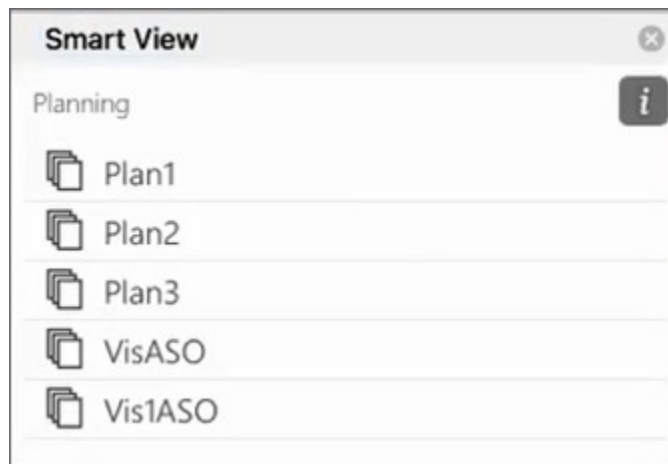 Smart View
Planning
i
Plan1
Plan2
Plan3
VisASO
Vis1ASO